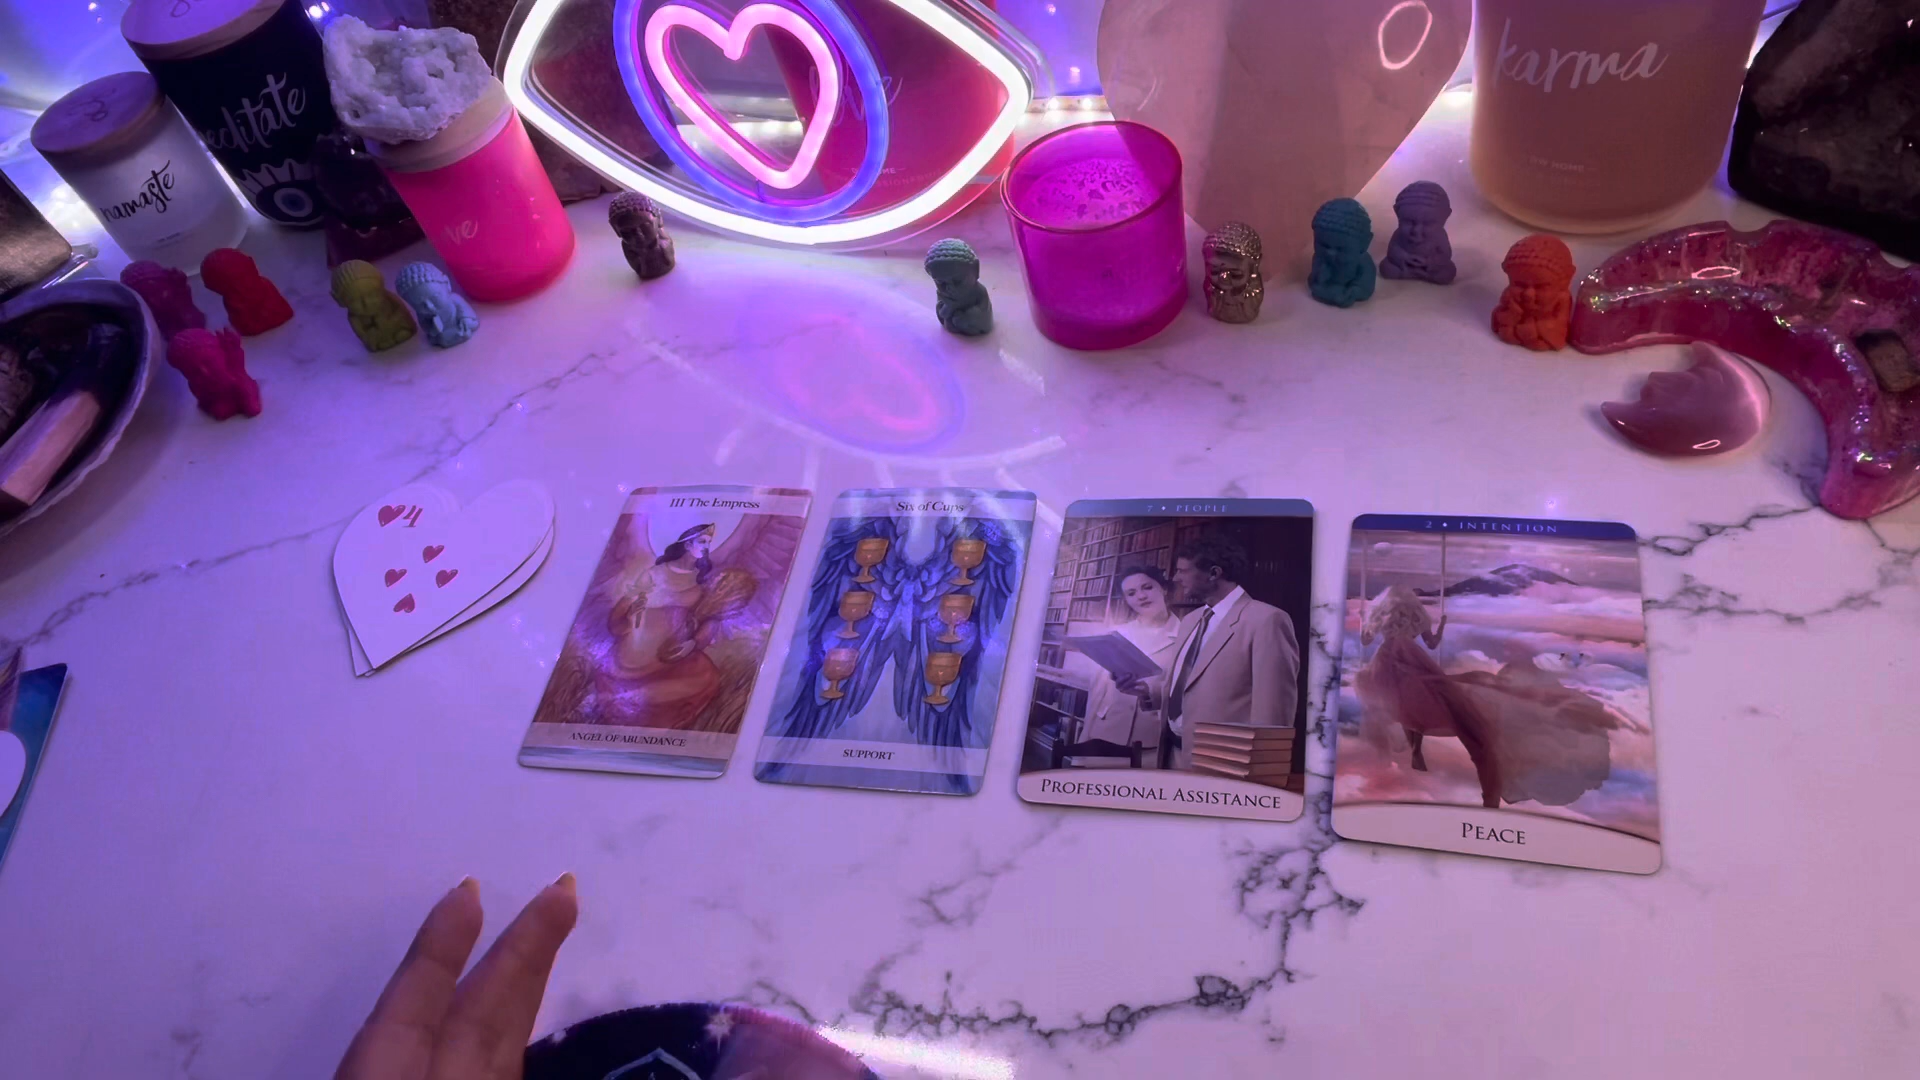 namaste
meditate
karma
III The Empress
ANGEL OF ABUNDANCE
Six of Cups
SUPPORT
7 • PEOPLE
PROFESSIONAL ASSISTANCE
2 • INTENTION
PEACE